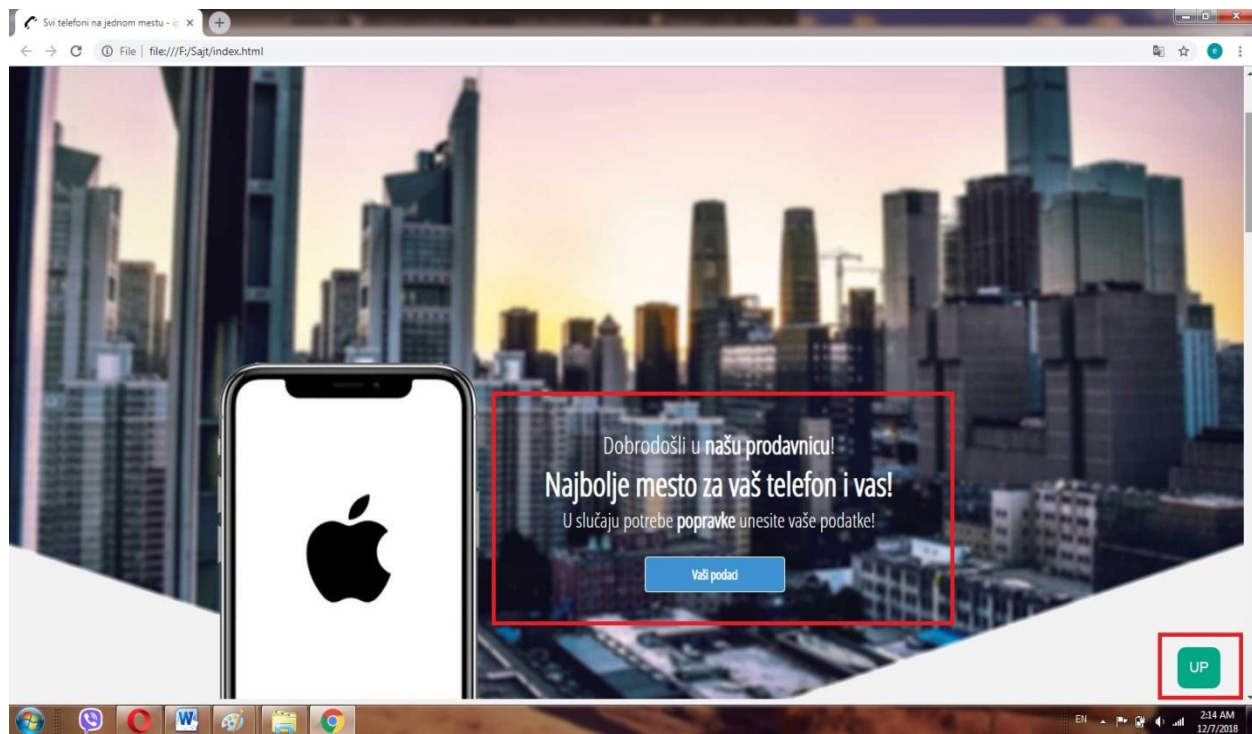 Svi telefoni na jednom mestu - ip
File | file:///F:/Sajt/index.html
e
Dobrodošli u našu prodavnicu!
Najbolje mesto za vaš telefon i vas!
U slučaju potrebe popravke unesite vaše podatke!
Vaši podaci
UP
EN
2:14 AM
12/7/2018